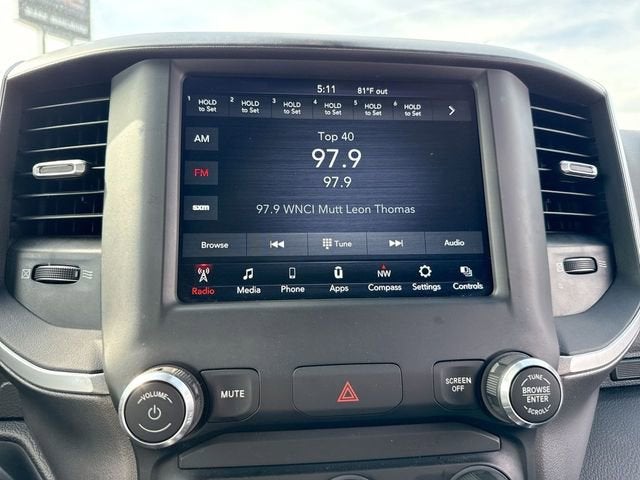 5:11 81°F out
1 HOLD to Set 2 HOLD to Set 3 HOLD to Set 4 HOLD to Set 5 HOLD to Set 6 HOLD to Set
AM
FM
sxm
Top 40
97.9
97.9
97.9 WNCI Mutt Leon Thomas
Browse Tune Audio
NW
Radio Media Phone Apps Compass Settings Controls
VOLUME
MUTE
SCREEN
OFF
TUNE
BROWSE
ENTER
SCROLL